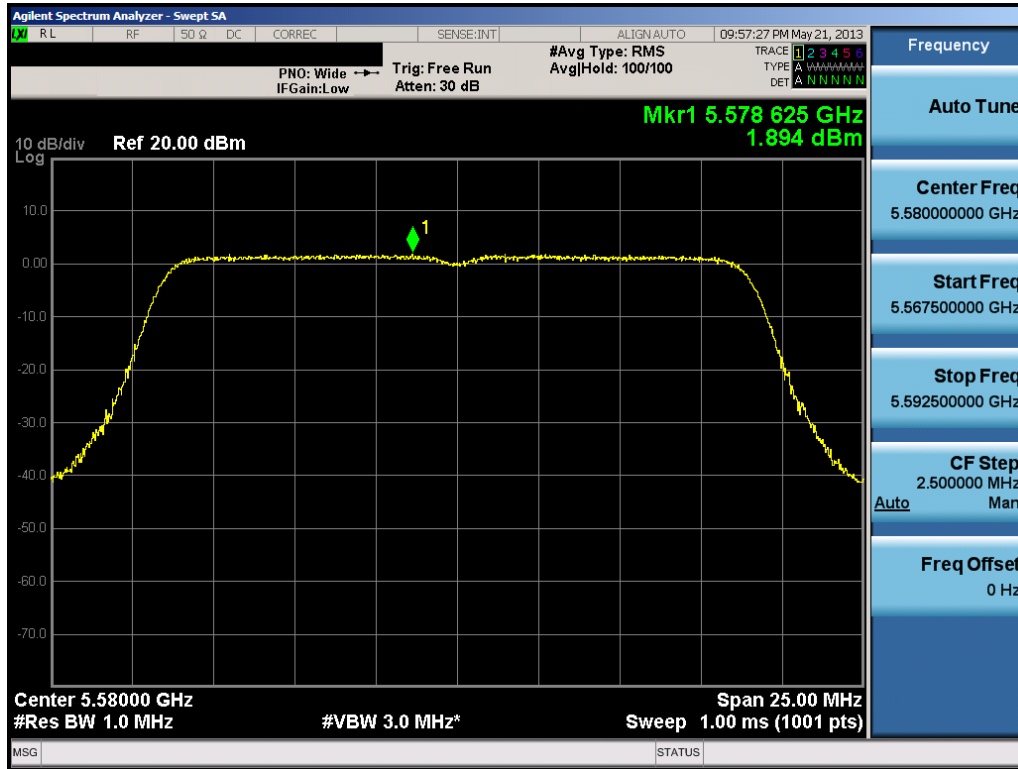 Agilent Spectrum Analyzer - Swept SA
LXI RL RF 50 Ω DC CORREC SENSE:INT ALIGNAUTO 09:57:27 PM May 21, 2013
PNO: Wide
IFGain:Low
Trig: Free Run
Atten: 30 dB
#Avg Type: RMS
Avg|Hold: 100/100
TRACE 1 2 3 4 5 6
TYPE A WWWWW
DET A N N N N N
Mkr1 5.578 625 GHz
1.894 dBm
10 dB/div Ref 20.00 dBm
Log
10.0
0.00
-10.0
-20.0
-30.0
-40.0
-50.0
-60.0
-70.0
1
Center 5.58000 GHz Span 25.00 MHz
#Res BW 1.0 MHz #VBW 3.0 MHz* Sweep 1.00 ms (1001 pts)
MSG STATUS
Frequency
Auto Tune
Center Freq
5.580000000 GHz
Start Freq
5.567500000 GHz
Stop Freq
5.592500000 GHz
CF Step
2.500000 MHz
Auto Man
Freq Offset
0 Hz